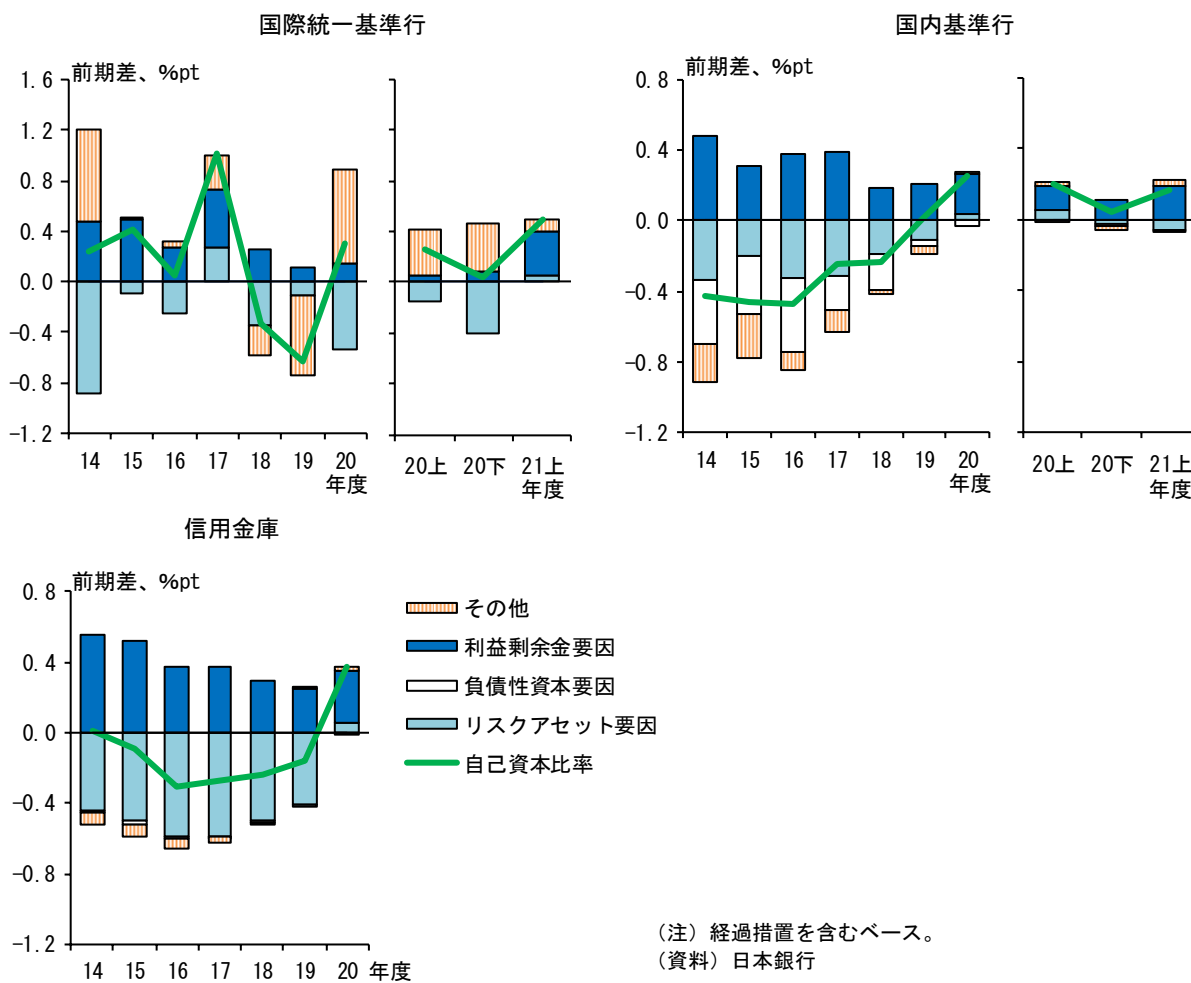 国際統一基準行
前期差、%pt
1.6
1.2
0.8
0.4
0.0
-0.4
-0.8
-1.2
14 15 16 17 18 19 20
年度
20上 20下 21上
年度
国内基準行
前期差、%pt
0.8
0.4
0.0
-0.4
-0.8
-1.2
14 15 16 17 18 19 20
年度
20上 20下 21上
年度
信用金庫
前期差、%pt
0.8
0.4
0.0
-0.4
-0.8
-1.2
14 15 16 17 18 19 20 年度
その他
利益剰余金要因
負債性資本要因
リスクアセット要因
自己資本比率
（注）経過措置を含むベース。
（資料）日本銀行